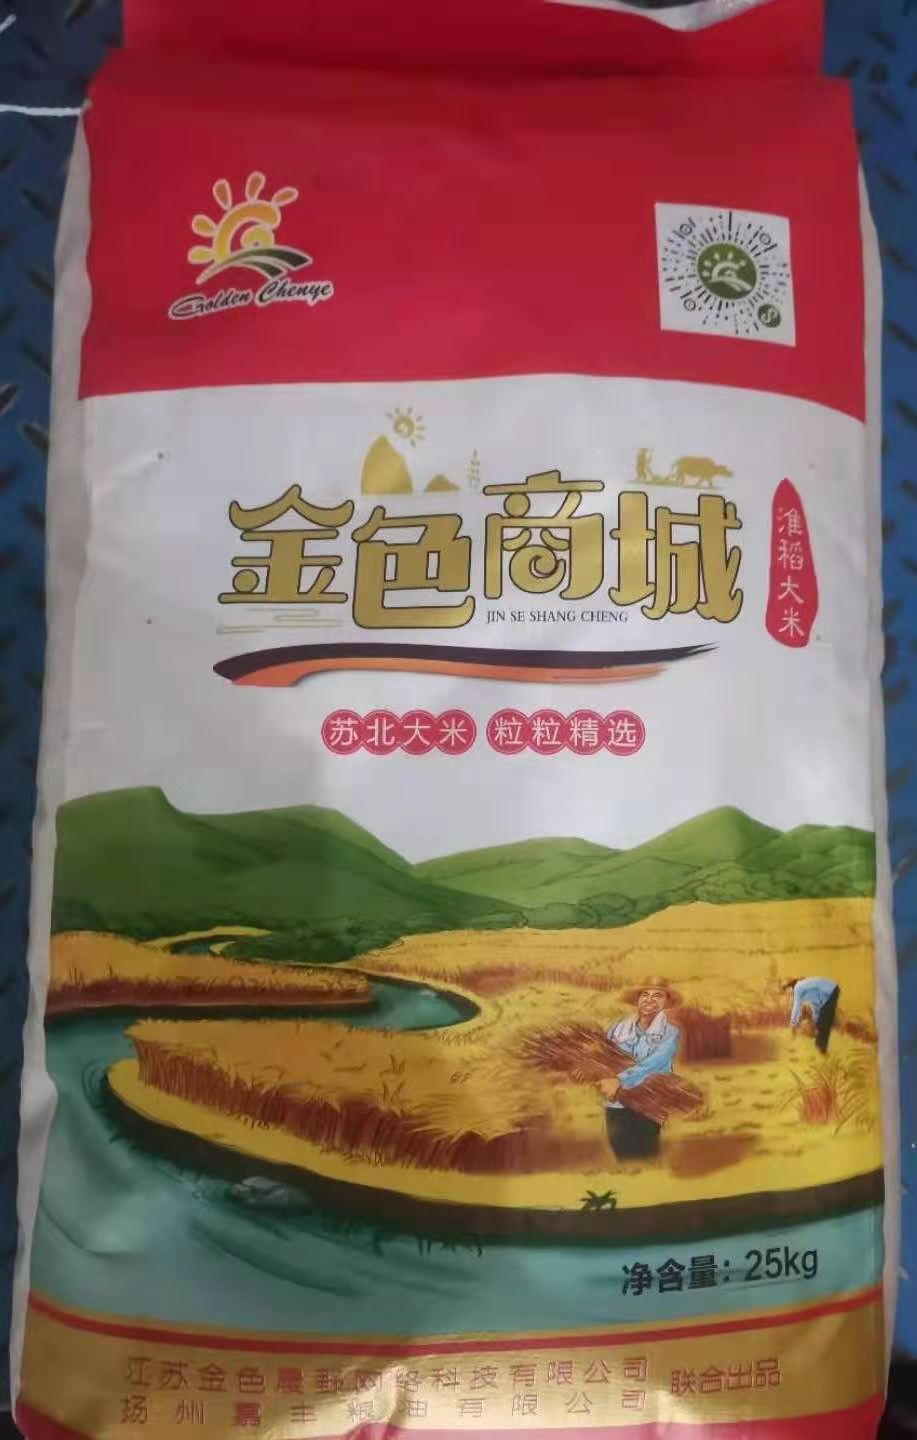 Golden Chenye
金色商城
JIN SE SHANG CHENG
淮稻大米
苏北大米 粒粒精选
净含量：25kg
江苏金色晨野网络科技有限公司
扬州嘉丰粮油有限公司
联合出品